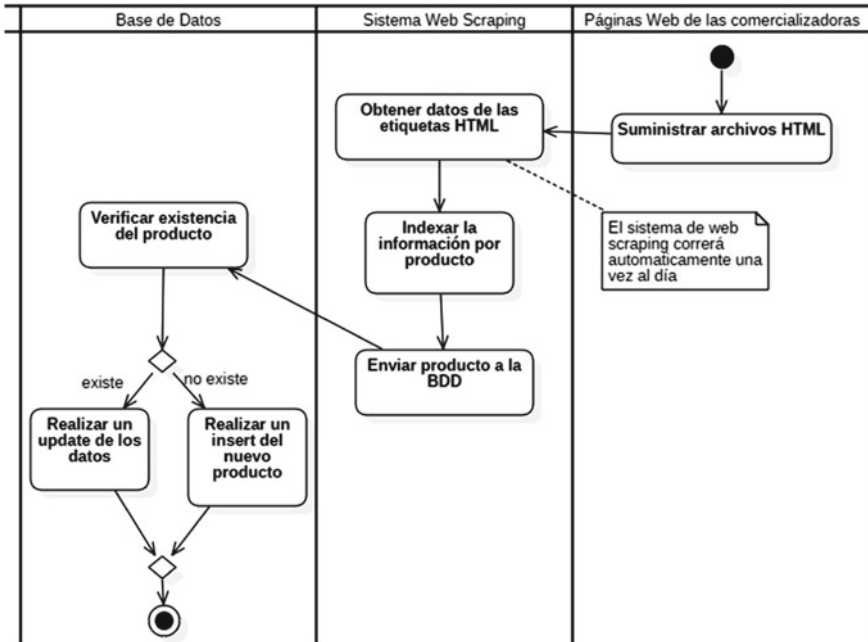 Base de Datos
Sistema Web Scraping
Páginas Web de las comercializadoras
Obtener datos de las
etiquetas HTML
Suministrar archivos HTML
Verificar existencia
del producto
Indexar la
información por
producto
El sistema de web
scraping correrá
automaticamente una
vez al día
Enviar producto a la
BDD
existe
no existe
Realizar un
update de los
datos
Realizar un
insert del
nuevo
producto